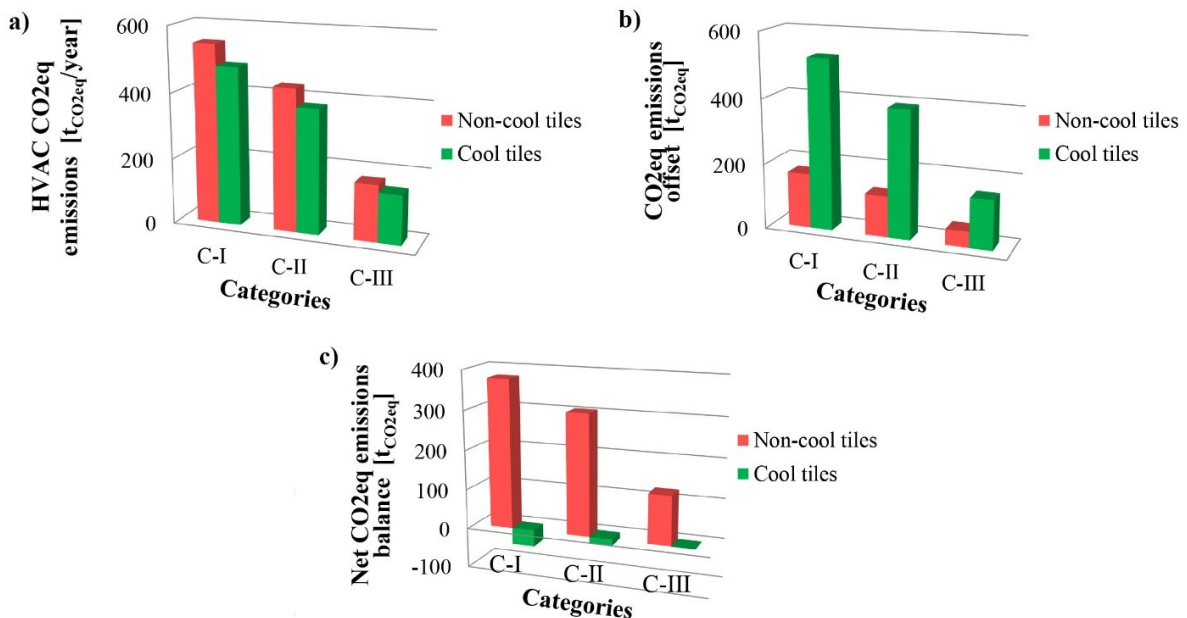 a)
HVAC CO2eq
emissions [tCO2eq/year]
600
400
200
0
C-I
C-II
C-III
Categories
Non-cool tiles
Cool tiles
b)
CO2eq emissions
offset [tCO2eq]
600
400
200
0
C-I
C-II
C-III
Categories
Non-cool tiles
Cool tiles
c)
Net CO2eq emissions
balance [tCO2eq]
400
300
200
100
0
-100
C-I
C-II
C-III
Categories
Non-cool tiles
Cool tiles